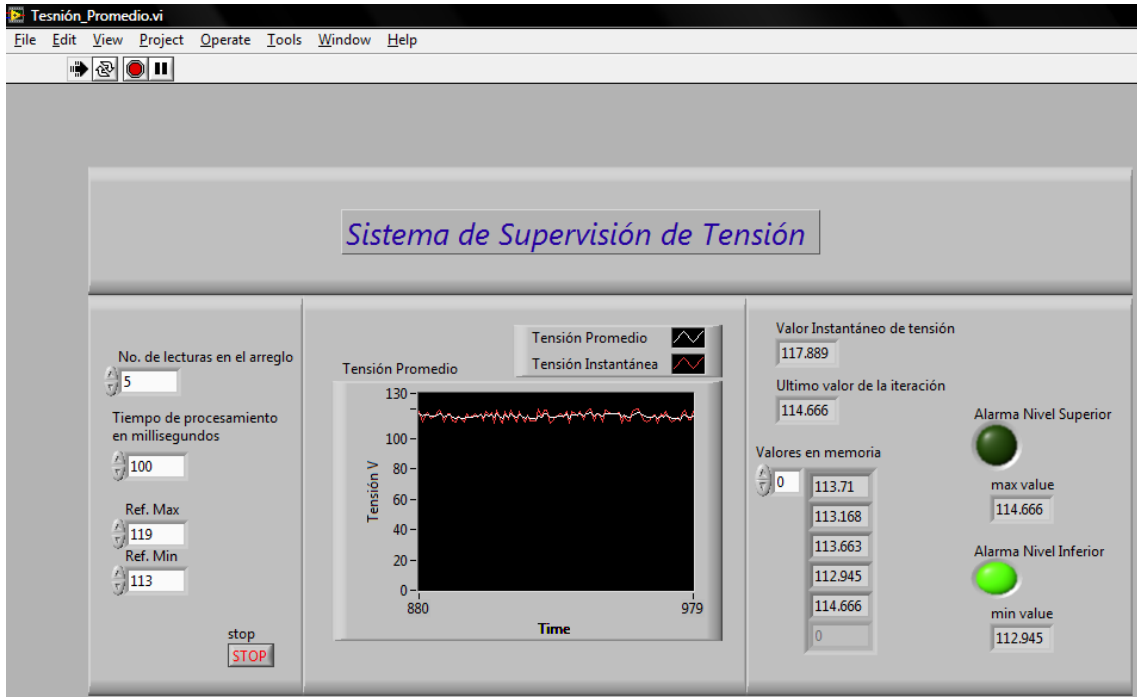 Tesnión_Promedio.vi
File Edit View Project Operate Tools Window Help
Sistema de Supervisión de Tensión
No. de lecturas en el arreglo
5
Tiempo de procesamiento
en millisegundos
100
Ref. Max
119
Ref. Min
113
stop
STOP
Tensión Promedio
Tensión Instantánea
Tensión Promedio
Tensión V
130
100
80
60
40
20
0
880 979
Time
Valor Instantáneo de tensión
117.889
Ultimo valor de la iteración
114.666
Valores en memoria
0
113.71
113.168
113.663
112.945
114.666
0
Alarma Nivel Superior
max value
114.666
Alarma Nivel Inferior
min value
112.945